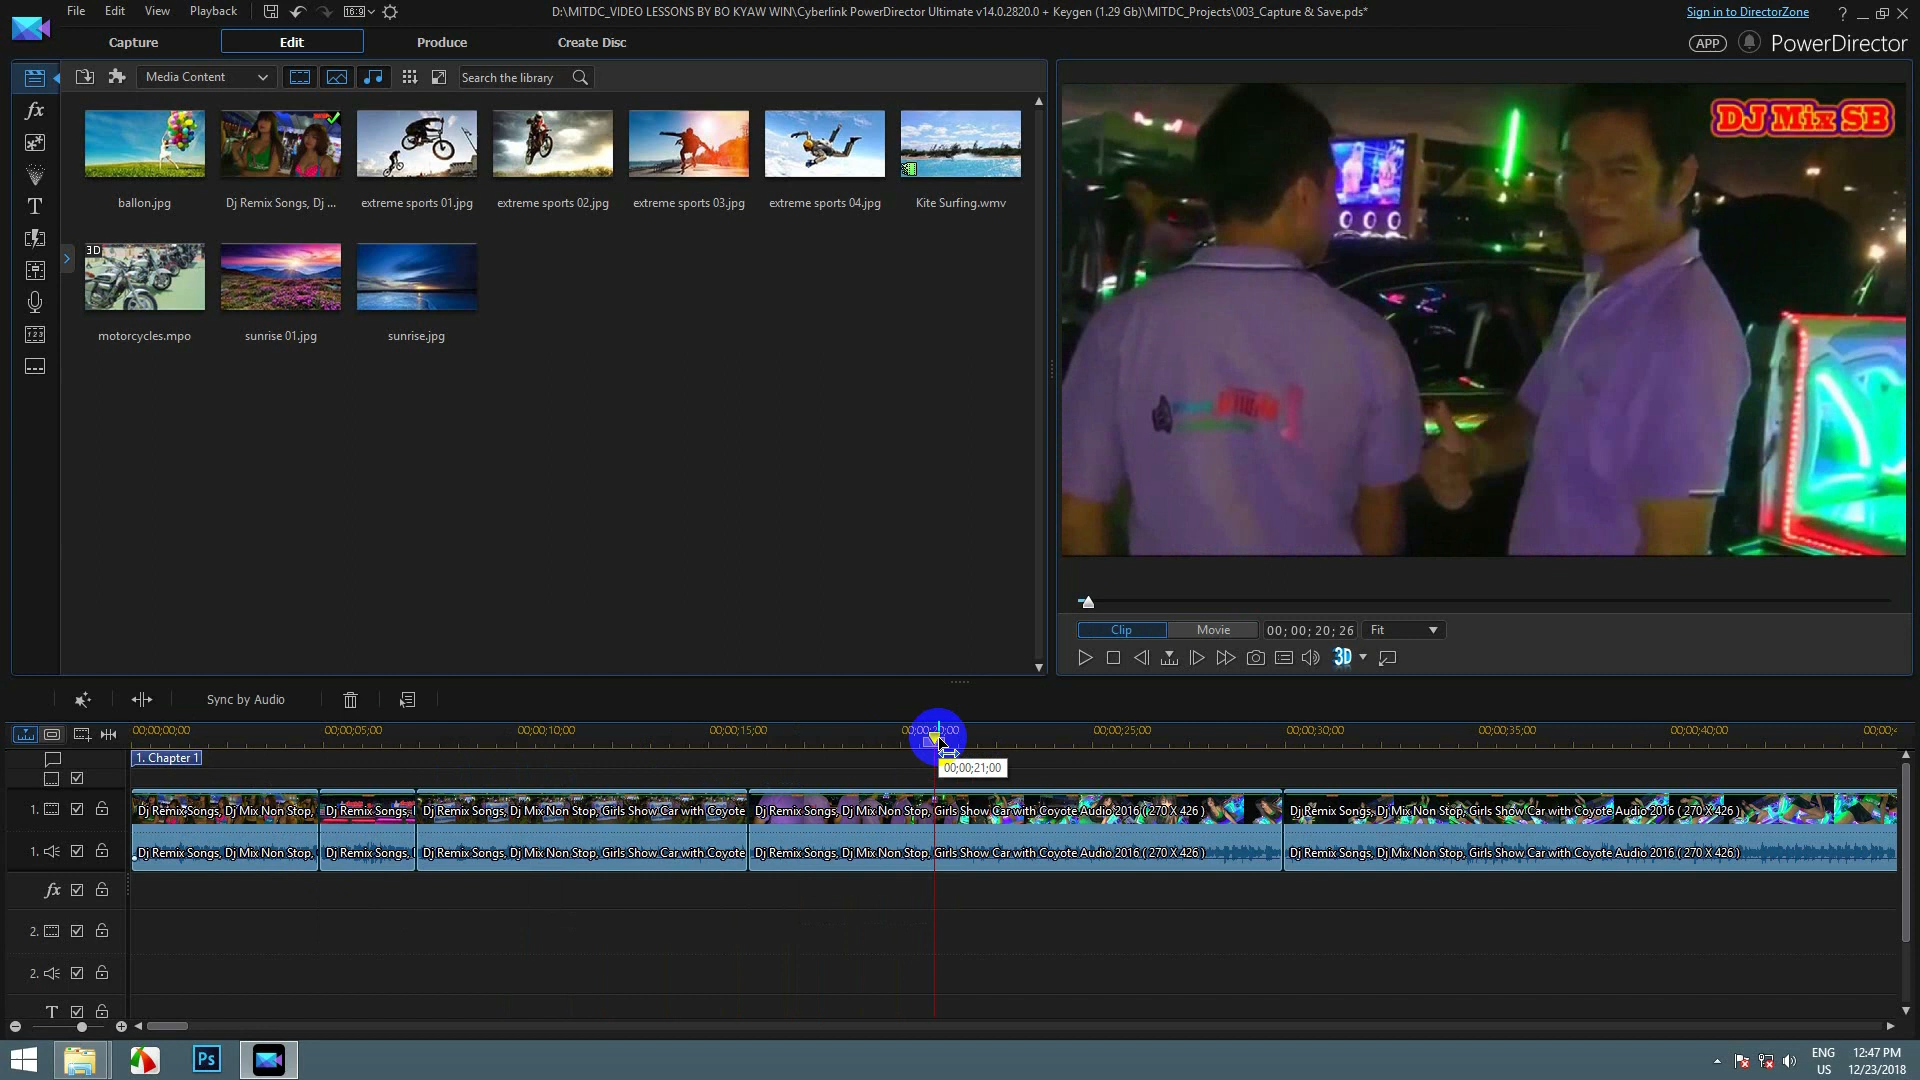 File Edit View Playback 16:9 D:\MITDC_VIDEO LESSONS BY BO KYAW WIN\Cyberlink PowerDirector Ultimate v14.0.2820.0 + Keygen (1.29 Gb)\MITDC_Projects\003_Capture & Save.pds* Sign in to DirectorZone ?
Capture Edit Produce Create Disc APP PowerDirector
Media Content Search the library
fx
T
DJ Mix SB
ballon.jpg Dj Remix Songs, Dj ... extreme sports 01.jpg extreme sports 02.jpg extreme sports 03.jpg extreme sports 04.jpg Kite Surfing.wmv
3D
motorcycles.mpo sunrise 01.jpg sunrise.jpg
Clip Movie 00; 00; 20; 26 Fit
3D
Sync by Audio
00;00;00;00 00;00;05;00 00;00;10;00 00;00;15;00 00;00;20;00 00;00;25;00 00;00;30;00 00;00;35;00 00;00;40;00
1. Chapter 1
00;00;21;00
1. Dj Remix Songs, Dj Mix Non Stop, Dj Remix Songs, Dj Remix Songs, Dj Mix Non Stop, Girls Show Car with Coyote Dj Remix Songs, Dj Mix Non Stop, Girls Show Car with Coyote Audio 2016 ( 270 X 426 ) Dj Remix Songs, Dj Mix Non Stop, Girls Show Car with Coyote Audio 2016 ( 270 X 426 )
1. Dj Remix Songs, Dj Mix Non Stop, Dj Remix Songs, Dj Remix Songs, Dj Mix Non Stop, Girls Show Car with Coyote Dj Remix Songs, Dj Mix Non Stop, Girls Show Car with Coyote Audio 2016 ( 270 X 426 ) Dj Remix Songs, Dj Mix Non Stop, Girls Show Car with Coyote Audio 2016 ( 270 X 426 )
fx
2.
2.
T
Ps
ENG 12:47 PM
US 12/23/2018